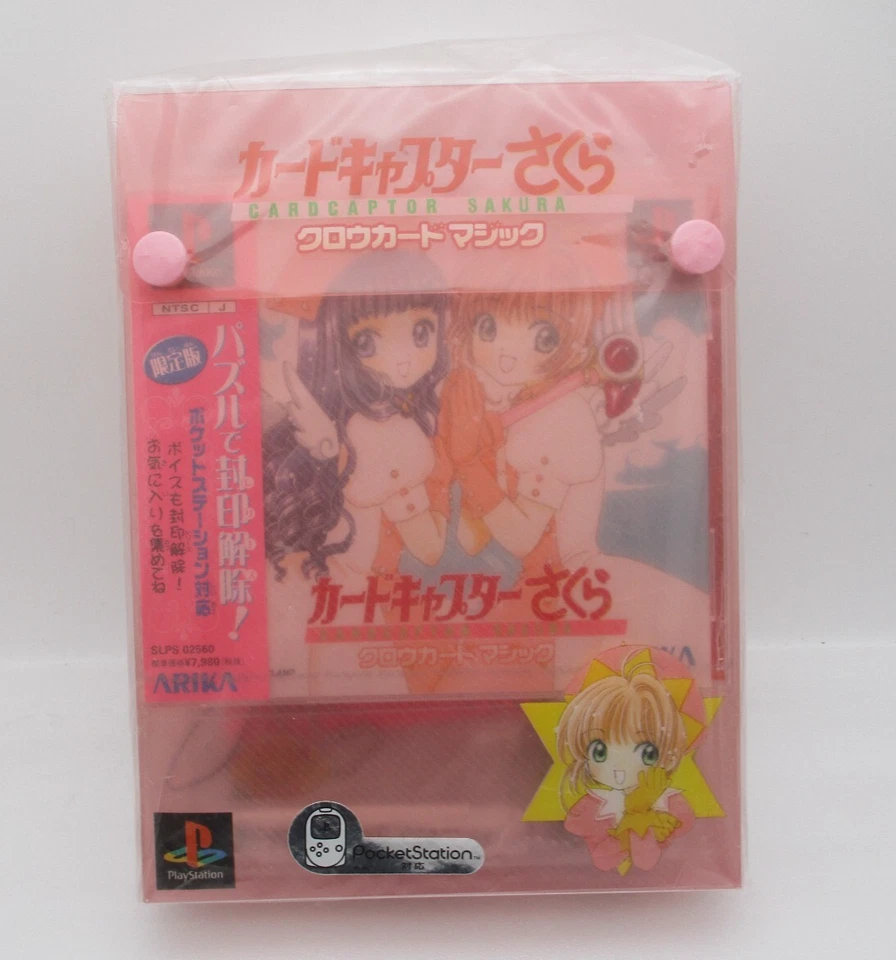 カードキャプターさくら
CARDCAPTOR SAKURA
クロウカード マジック
NTSC J
限定版
パズルで封印解除!
ポケットステーション対応
ボイスも封印解除!
お気に入りを集めてね
SLPS 02560
¥7,980
ARIKA
カードキャプターさくら
クロウカード マジック
PlayStation
PocketStation
対応